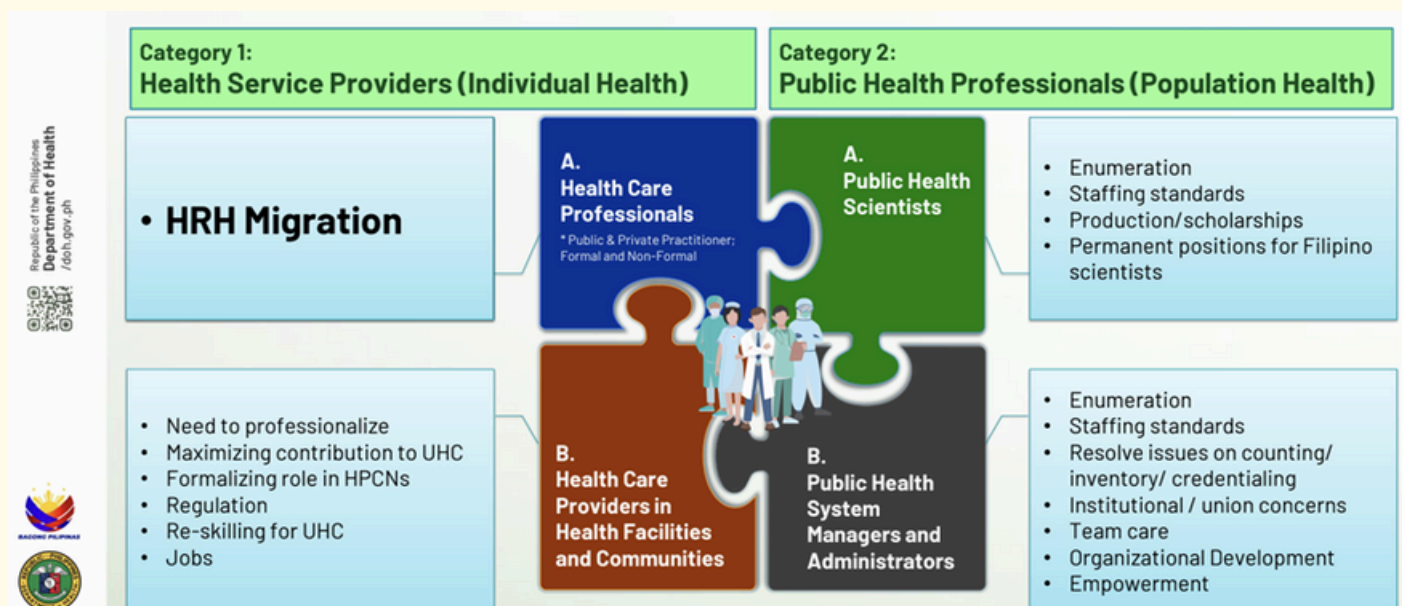 Category 1:
Health Service Providers (Individual Health)
Category 2:
Public Health Professionals (Population Health)
Republic of the Philippines
Department of Health
/doh.gov.ph
• HRH Migration
A.
Health Care
Professionals
* Public & Private Practitioner;
Formal and Non-Formal
A.
Public Health
Scientists
• Enumeration
• Staffing standards
• Production/scholarships
• Permanent positions for Filipino
scientists
• Need to professionalize
• Maximizing contribution to UHC
• Formalizing role in HPCNs
• Regulation
• Re-skilling for UHC
• Jobs
B.
Health Care
Providers in
Health Facilities
and Communities
B.
Public Health
System
Managers and
Administrators
• Enumeration
• Staffing standards
• Resolve issues on counting/
inventory/ credentialing
• Institutional / union concerns
• Team care
• Organizational Development
• Empowerment
BAGONG PILIPINAS